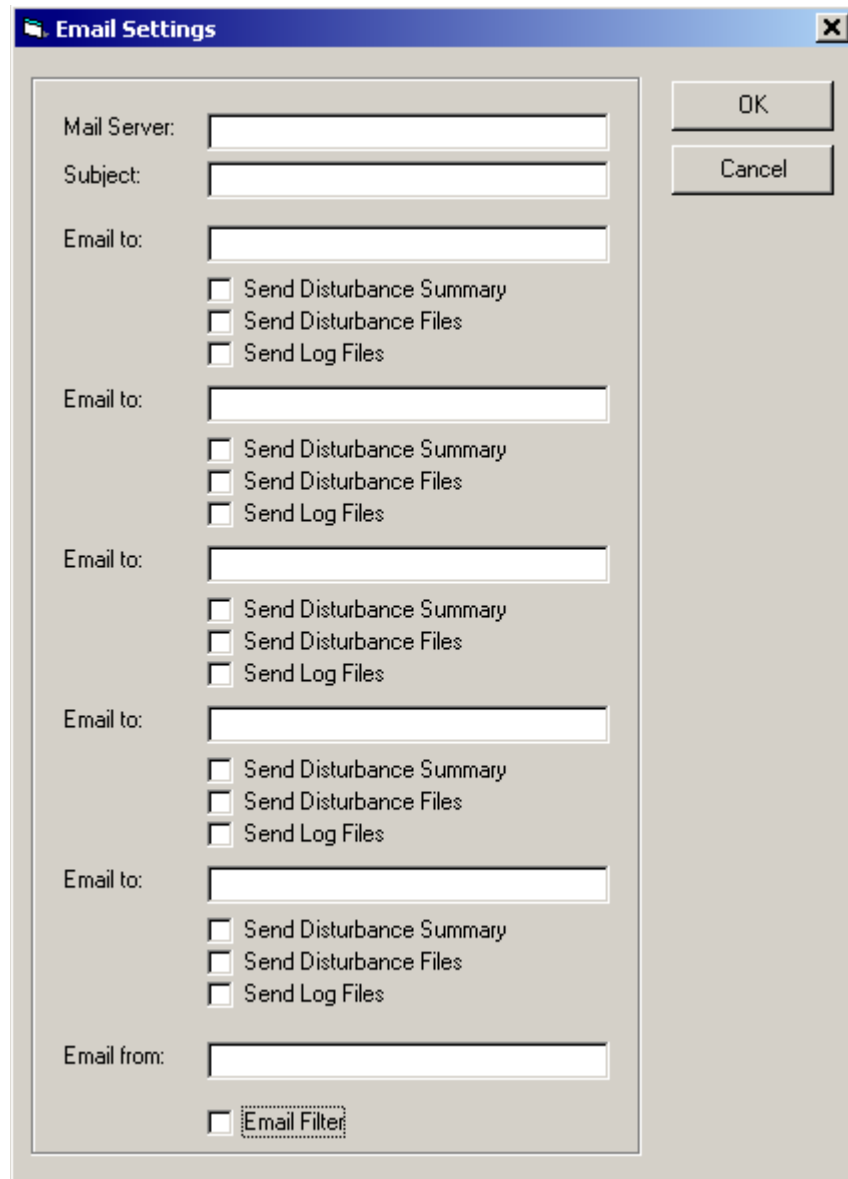 Email Settings
OK
Cancel
Mail Server:
Subject:
Email to:
Send Disturbance Summary
Send Disturbance Files
Send Log Files
Email to:
Send Disturbance Summary
Send Disturbance Files
Send Log Files
Email to:
Send Disturbance Summary
Send Disturbance Files
Send Log Files
Email to:
Send Disturbance Summary
Send Disturbance Files
Send Log Files
Email to:
Send Disturbance Summary
Send Disturbance Files
Send Log Files
Email from:
Email Filter